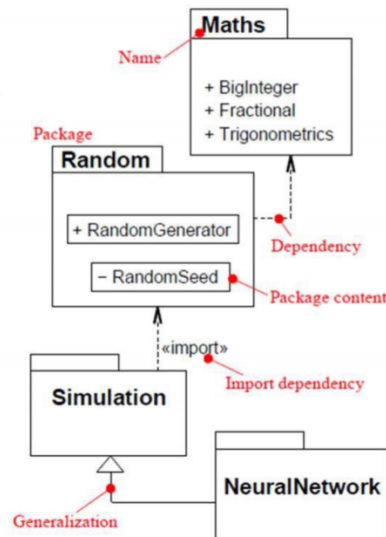 Maths
Name
+ BigInteger
+ Fractional
+ Trigonometrics
Package
Random
+ RandomGenerator
Dependency
− RandomSeed
Package content
«import»
Import dependency
Simulation
NeuralNetwork
Generalization